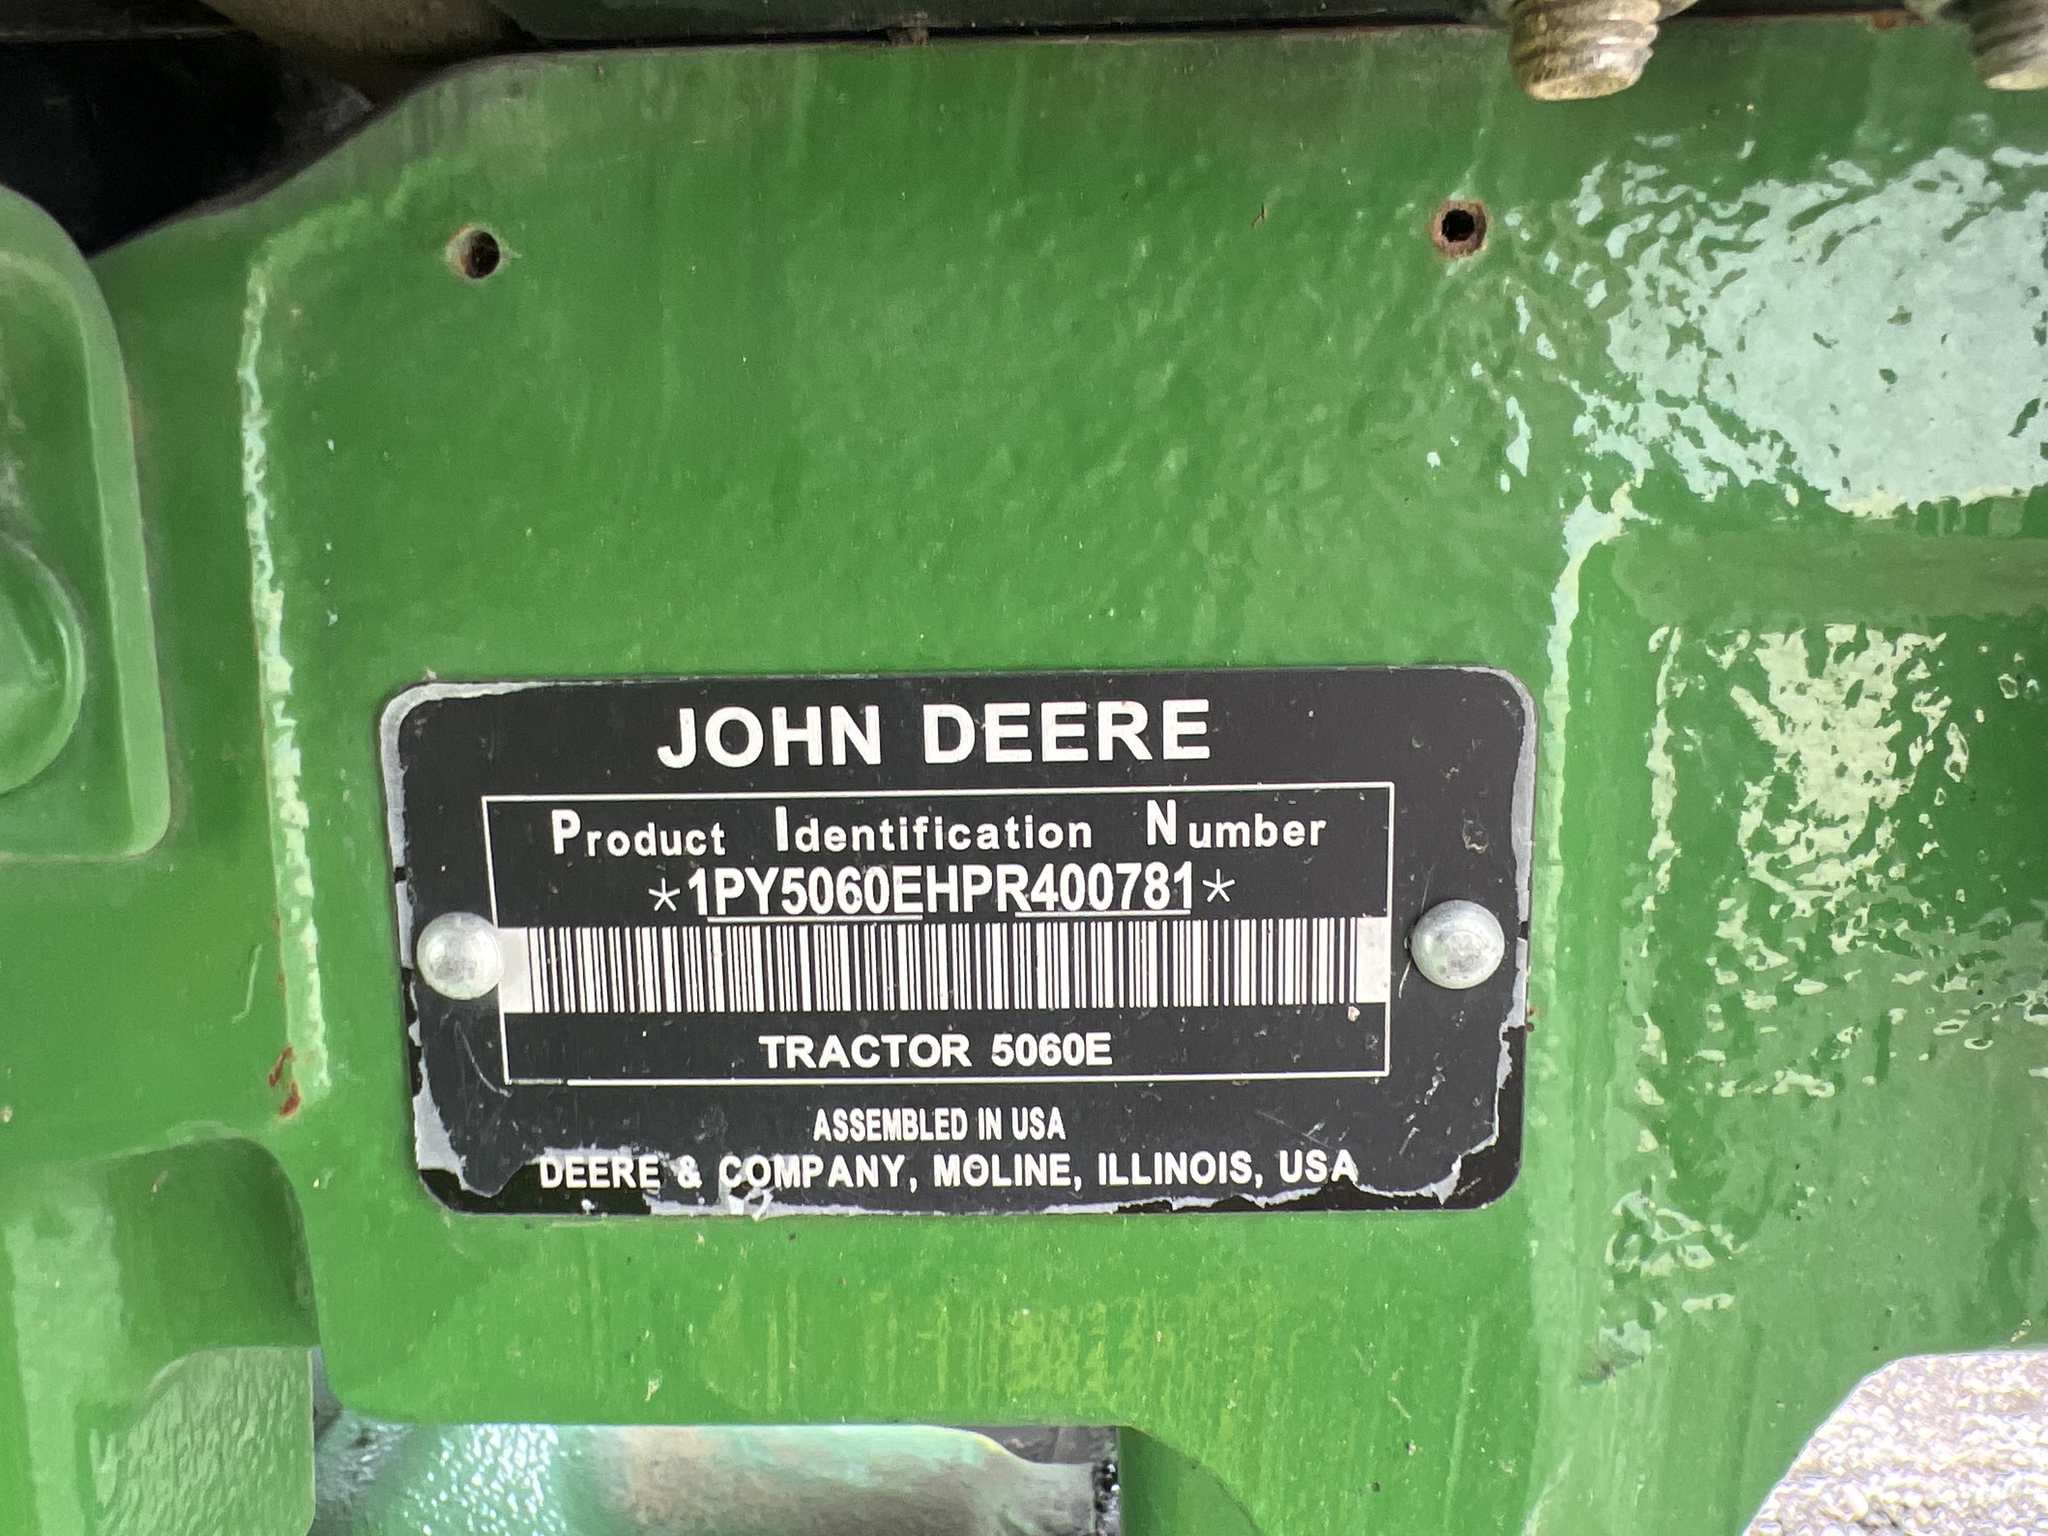 JOHN DEERE
Product Identification Number
*1PY5060EHPR400781*
TRACTOR 5060E
ASSEMBLED IN USA
DEERE & COMPANY, MOLINE, ILLINOIS, USA